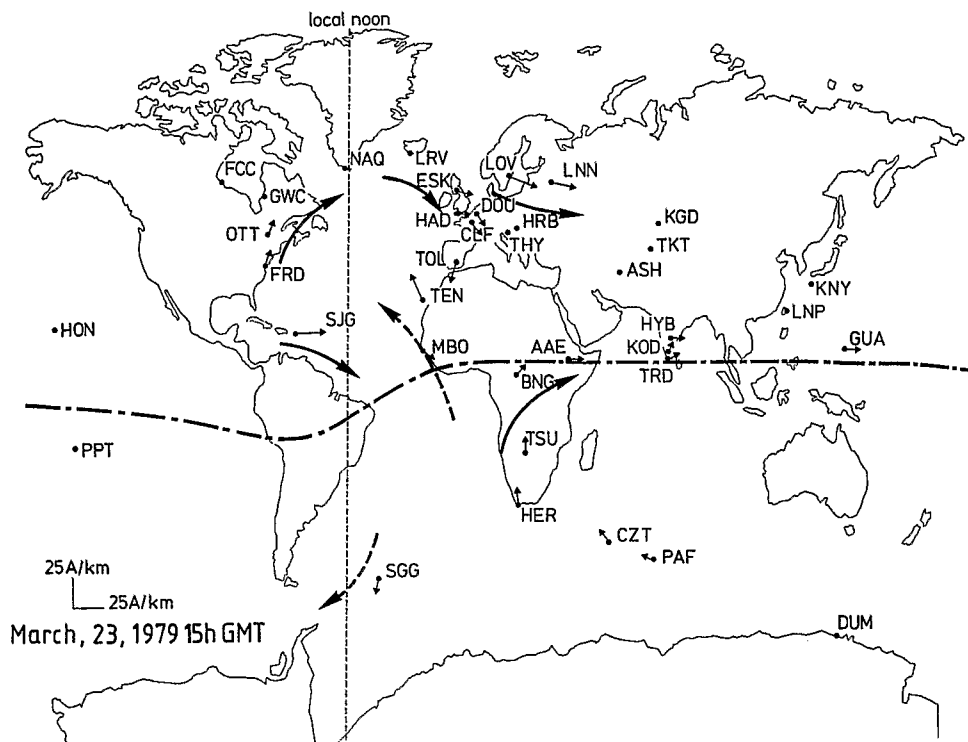 local noon
NAQ
LRV
FCC
GWC
LOV
LNN
ESK
OTT
HAD
DOU
HRB
KGD
CLF
THY
TKT
FRD
TOL
ASH
KNY
TEN
LNP
SJG
HON
HYB
MBO
AAE
KOD
GUA
BNG
TRD
PPT
TSU
HER
CZT
PAF
25A/km
SGG
25A/km
March, 23, 1979 15h GMT
DUM